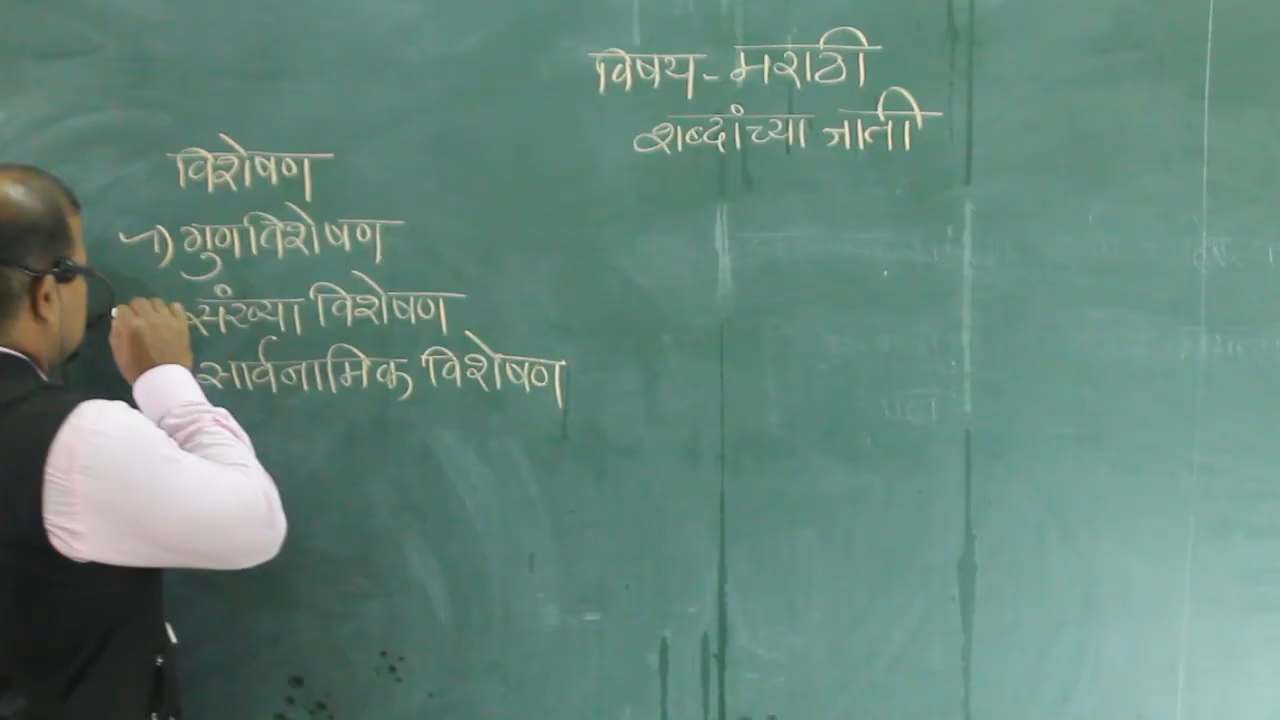 विषय - मराठी
शब्दांच्या जाती
विशेषण
१) गुणविशेषण
संख्या विशेषण
सार्वनामिक विशेषण